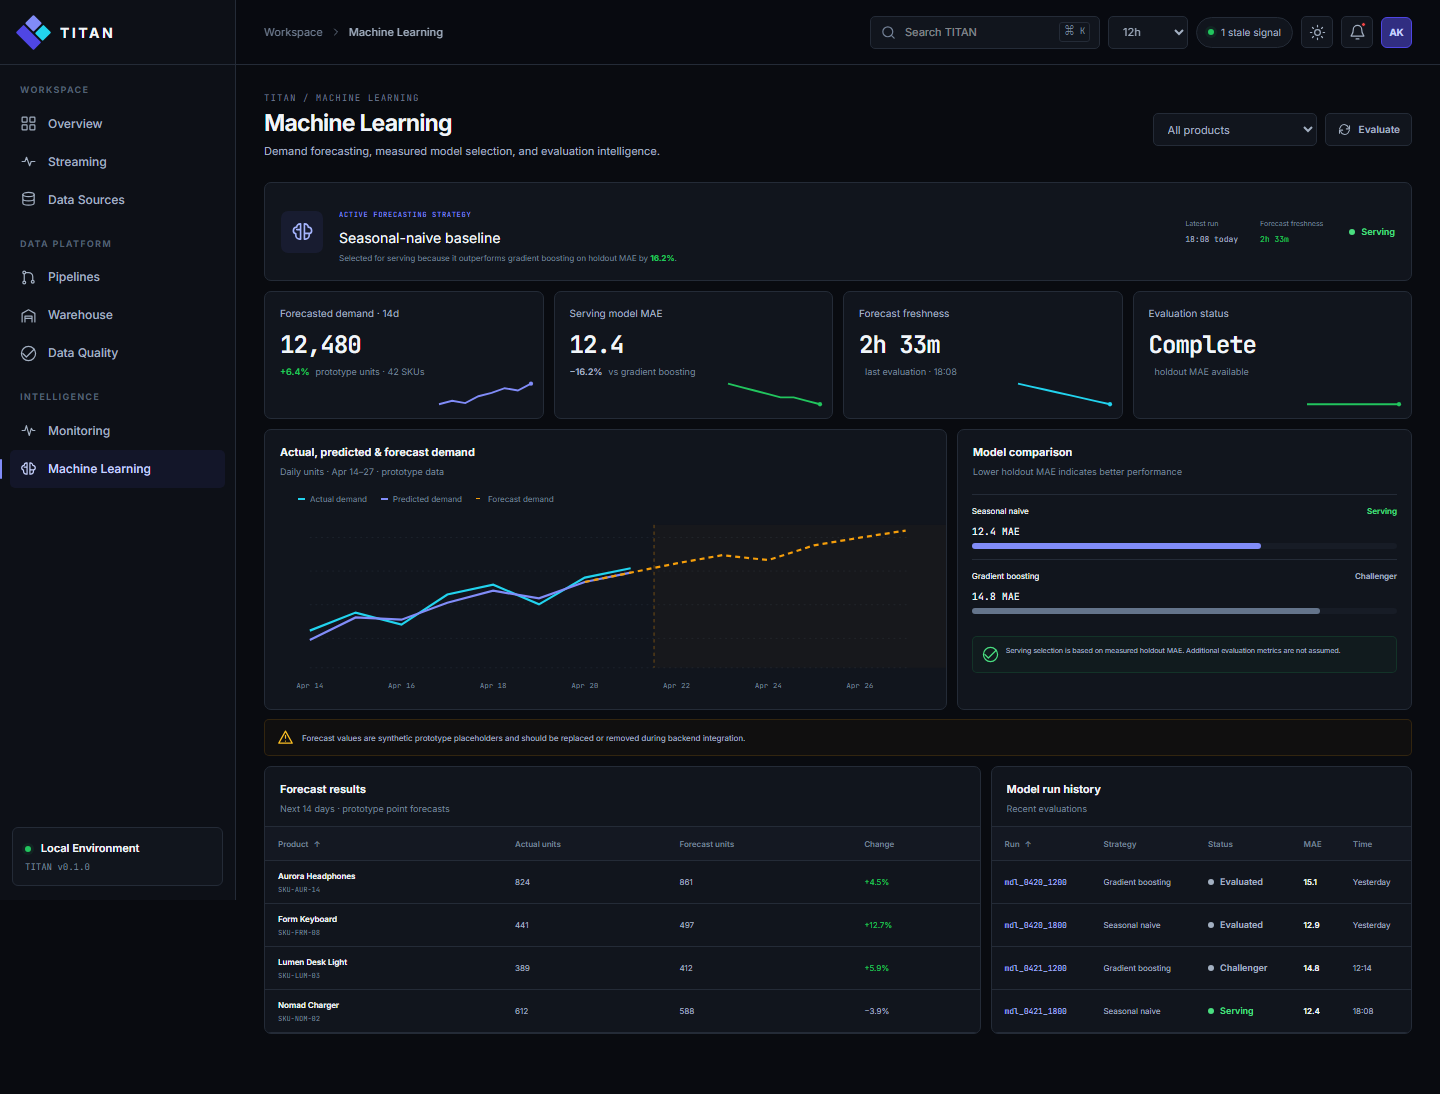 TITAN
WORKSPACE
Overview
Streaming
Data Sources
DATA PLATFORM
Pipelines
Warehouse
Data Quality
INTELLIGENCE
Monitoring
Machine Learning
Local Environment
TITAN v0.1.0
Workspace > Machine Learning
Search TITAN ⌘ K
12h
1 stale signal
AK
TITAN / MACHINE LEARNING
Machine Learning
Demand forecasting, measured model selection, and evaluation intelligence.
All products
Evaluate
ACTIVE FORECASTING STRATEGY
Seasonal-naive baseline
Selected for serving because it outperforms gradient boosting on holdout MAE by 16.2%.
Latest run
18:08 today
Forecast freshness
2h 33m
Serving
Forecasted demand · 14d
12,480
+6.4% prototype units · 42 SKUs
Serving model MAE
12.4
−16.2% vs gradient boosting
Forecast freshness
2h 33m
last evaluation · 18:08
Evaluation status
Complete
holdout MAE available
Actual, predicted & forecast demand
Daily units · Apr 14–27 · prototype data
Actual demand Predicted demand Forecast demand
Apr 14 Apr 16 Apr 18 Apr 20 Apr 22 Apr 24 Apr 26
Model comparison
Lower holdout MAE indicates better performance
Seasonal naive Serving
12.4 MAE
Gradient boosting Challenger
14.8 MAE
Serving selection is based on measured holdout MAE. Additional evaluation metrics are not assumed.
Forecast values are synthetic prototype placeholders and should be replaced or removed during backend integration.
Forecast results
Next 14 days · prototype point forecasts
Product ↑ Actual units Forecast units Change
Aurora Headphones
SKU-AUR-14
824 861 +4.5%
Form Keyboard
SKU-FRM-08
441 497 +12.7%
Lumen Desk Light
SKU-LUM-03
389 412 +5.9%
Nomad Charger
SKU-NOM-02
612 588 −3.9%
Model run history
Recent evaluations
Run ↑ Strategy Status MAE Time
mdl_0420_1200 Gradient boosting Evaluated 15.1 Yesterday
mdl_0420_1800 Seasonal naive Evaluated 12.9 Yesterday
mdl_0421_1200 Gradient boosting Challenger 14.8 12:14
mdl_0421_1800 Seasonal naive Serving 12.4 18:08